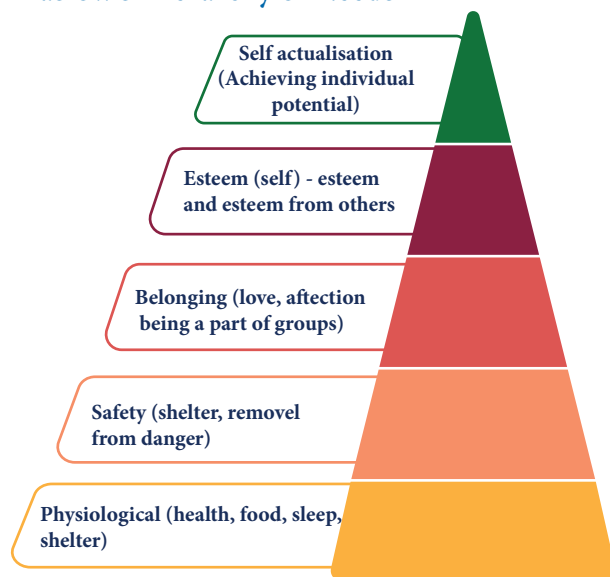 Self actualisation
(Achieving individual
potential)
Esteem (self) - esteem
and esteem from others
Belonging (love, aftection
being a part of groups)
Safety (shelter, removel
from danger)
Physiological (health, food, sleep,
shelter)